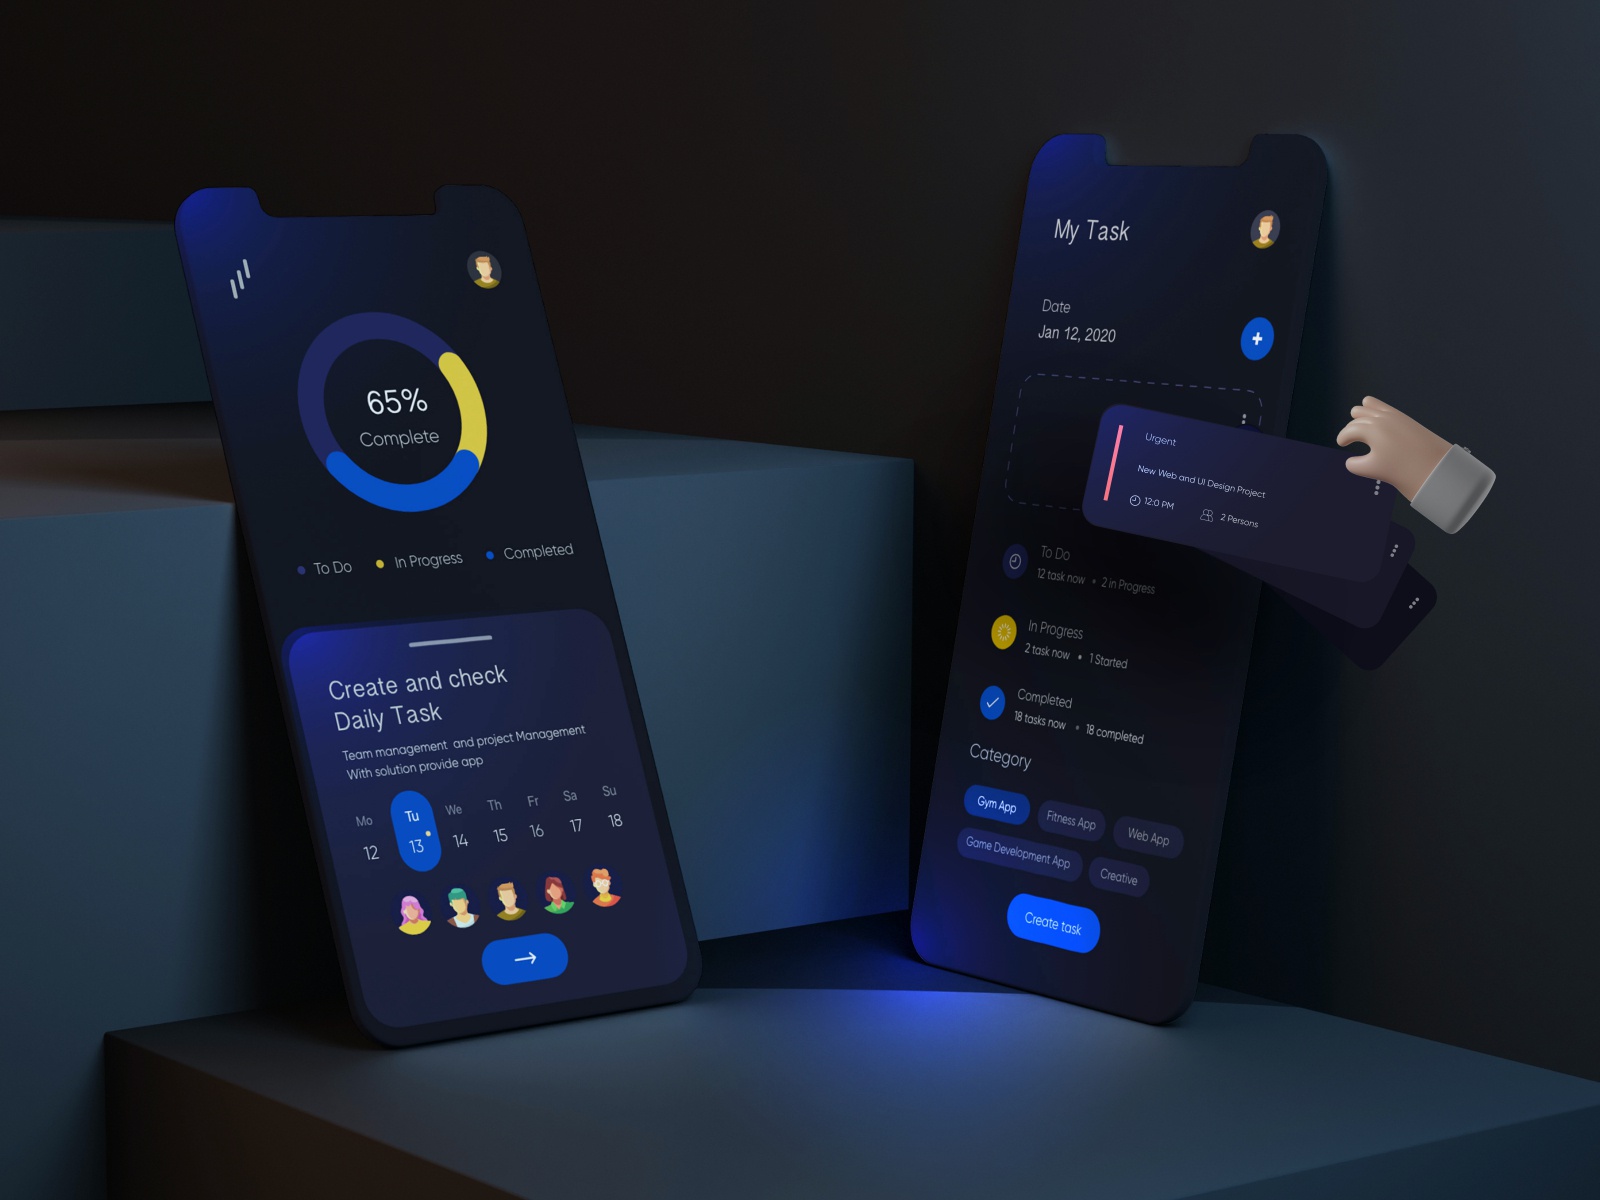 65%
Complete
To Do
In Progress
Completed
Create and check
Daily Task
Team management and project Management
With solution provide app
Mo Tu We Th Fr Sa Su
12 13 14 15 16 17 18
My Task
Date
Jan 12, 2020
Urgent
New Web and UI Design Project
12:0 PM
2 Persons
To Do
12 task now • 2 in Progress
In Progress
2 task now • 1 Started
Completed
18 tasks now • 18 completed
Category
Gym App
Fitness App
Web App
Game Development App
Creative
Create task